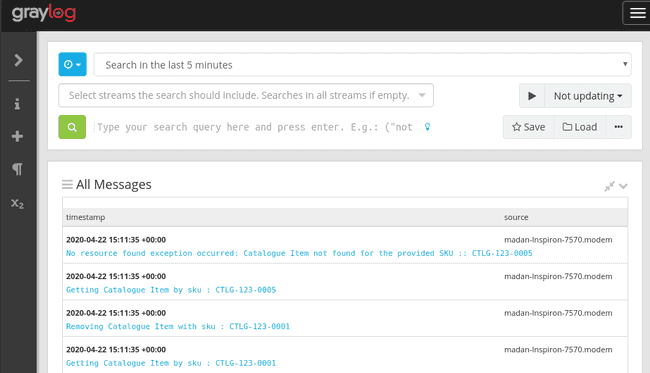 graylog
Search in the last 5 minutes
Select streams the search should include. Searches in all streams if empty.
Not updating
Type your search query here and press enter. E.g.: ("not
Save
Load
All Messages
timestamp source
2020-04-22 15:11:35 +00:00 madan-Inspiron-7570.modem
No resource found exception occurred: Catalogue Item not found for the provided SKU :: CTLG-123-0005
2020-04-22 15:11:35 +00:00 madan-Inspiron-7570.modem
Getting Catalogue Item by sku : CTLG-123-0005
2020-04-22 15:11:35 +00:00 madan-Inspiron-7570.modem
Removing Catalogue Item with sku : CTLG-123-0001
2020-04-22 15:11:35 +00:00 madan-Inspiron-7570.modem
Getting Catalogue Item by sku : CTLG-123-0001
x₂